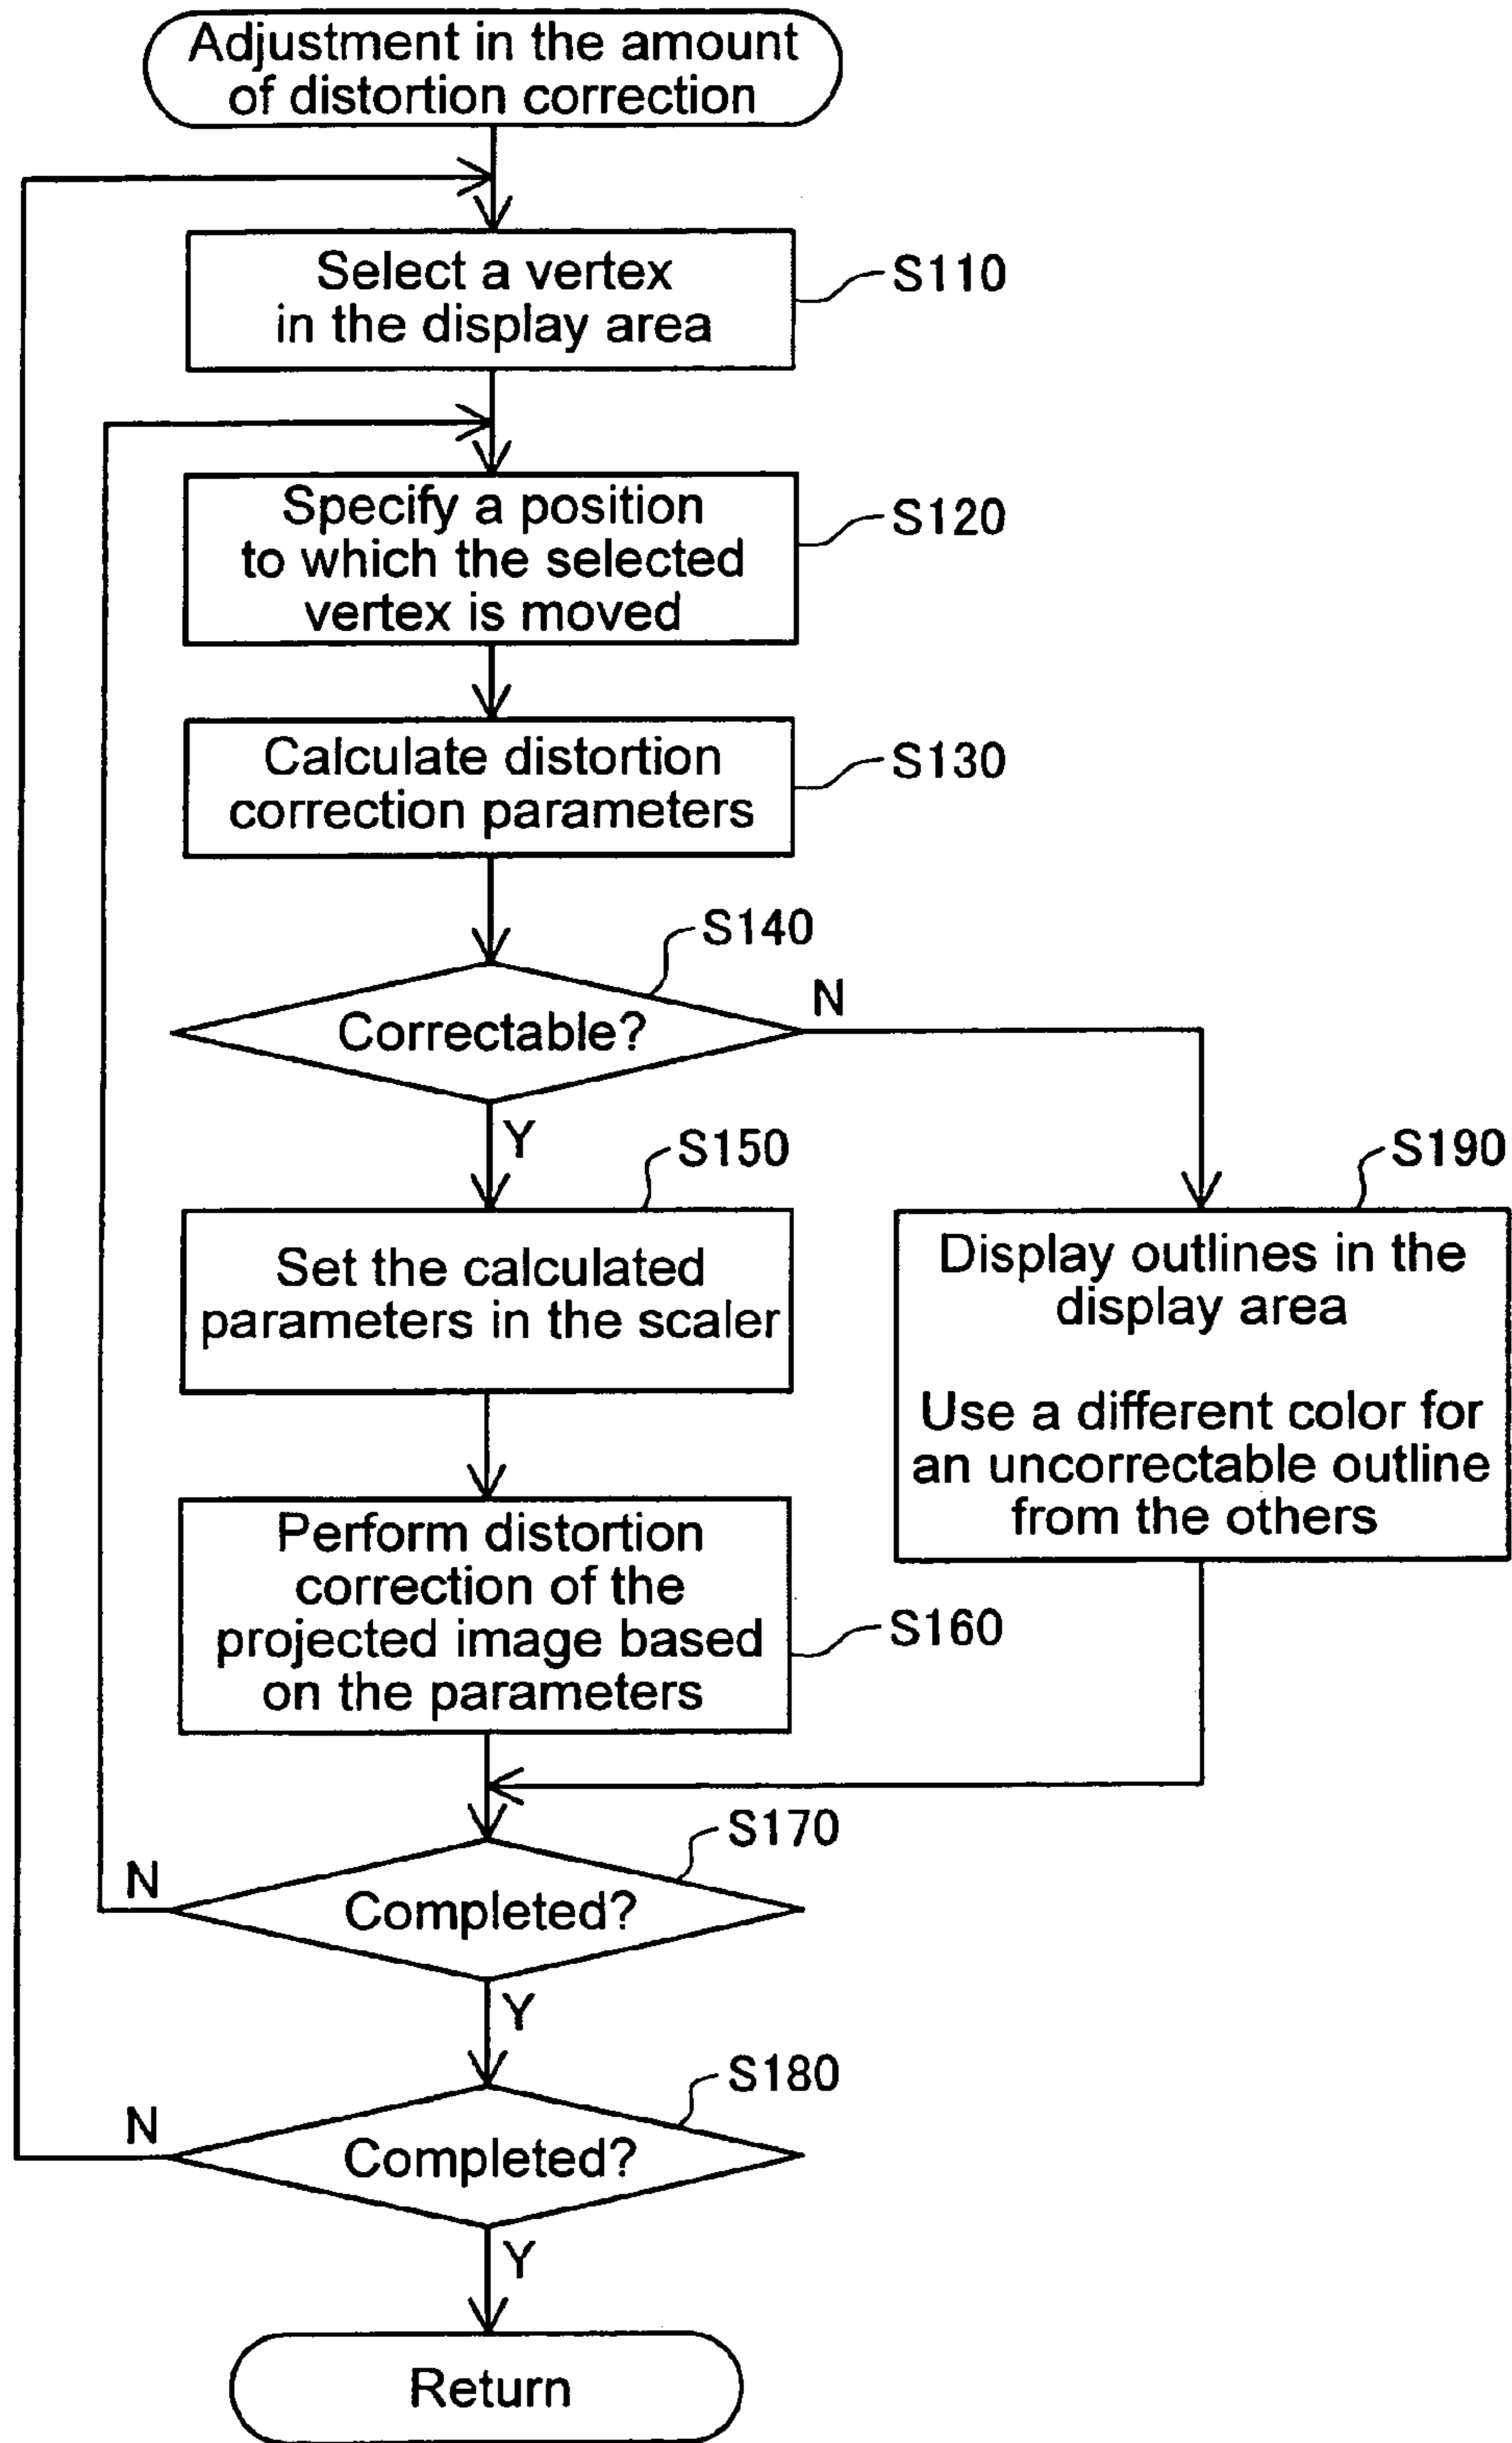 Adjustment in the amount
of distortion correction
Select a vertex
in the display area
S110
Specify a position
to which the selected
vertex is moved
S120
Calculate distortion
correction parameters
S130
S140
Correctable?
N
Y
S150
Set the calculated
parameters in the scaler
S190
Display outlines in the
display area
Use a different color for
an uncorrectable outline
from the others
Perform distortion
correction of the
projected image based
on the parameters
S160
S170
N
Completed?
Y
S180
N
Completed?
Y
Return